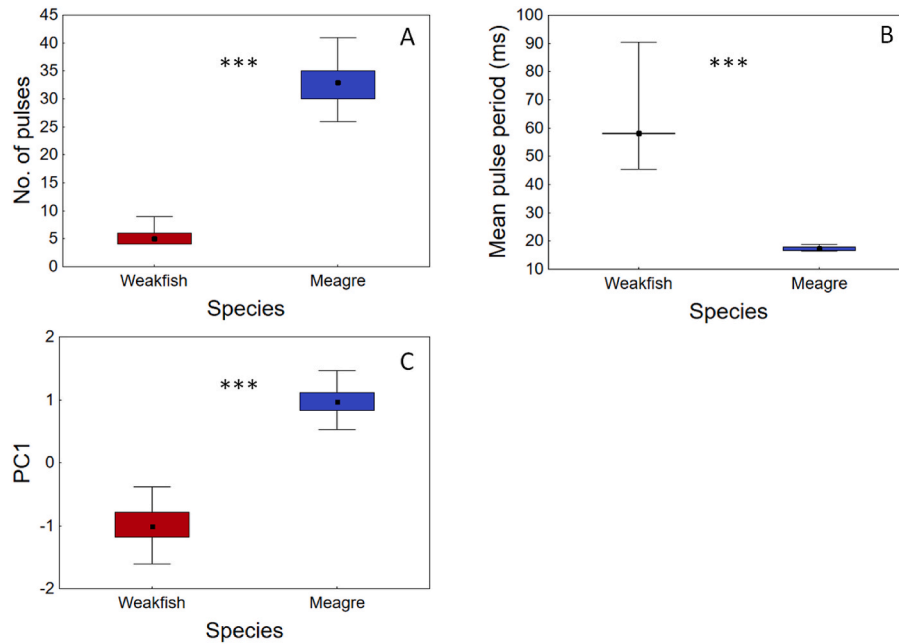 A
***
No. of pulses
45
40
35
30
25
20
15
10
5
0
Weakfish Meagre
Species
B
***
Mean pulse period (ms)
100
90
80
70
60
50
40
30
20
10
Weakfish Meagre
Species
C
***
PC1
2
1
0
-1
-2
Weakfish Meagre
Species